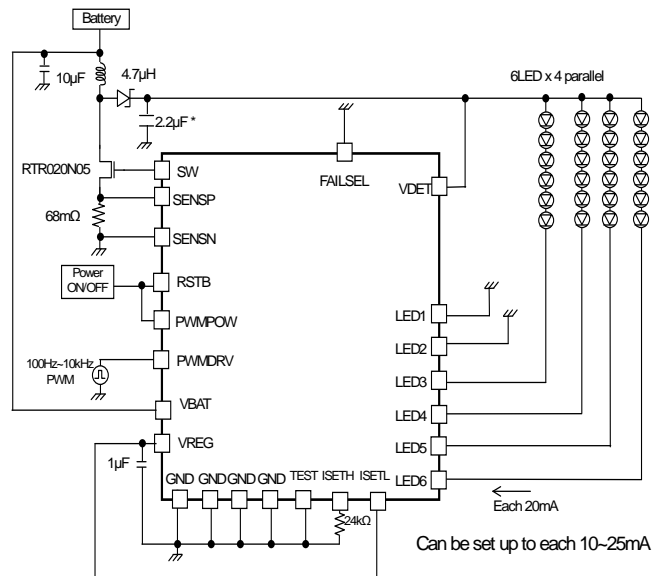 Battery
10µF
4.7µH
2.2µF *
6LED x 4 parallel
RTR020N05
68mΩ
SW
SENSP
SENSN
FAILSEL
VDET
Power
ON/OFF
RSTB
PWMPOW
LED1
LED2
100Hz~10kHz
PWM
PWMDRV
LED3
VBAT
LED4
VREG
LED5
1µF
GND GND GND GND TEST ISETH ISETL
LED6
24kΩ
Each 20mA
Can be set up to each 10~25mA